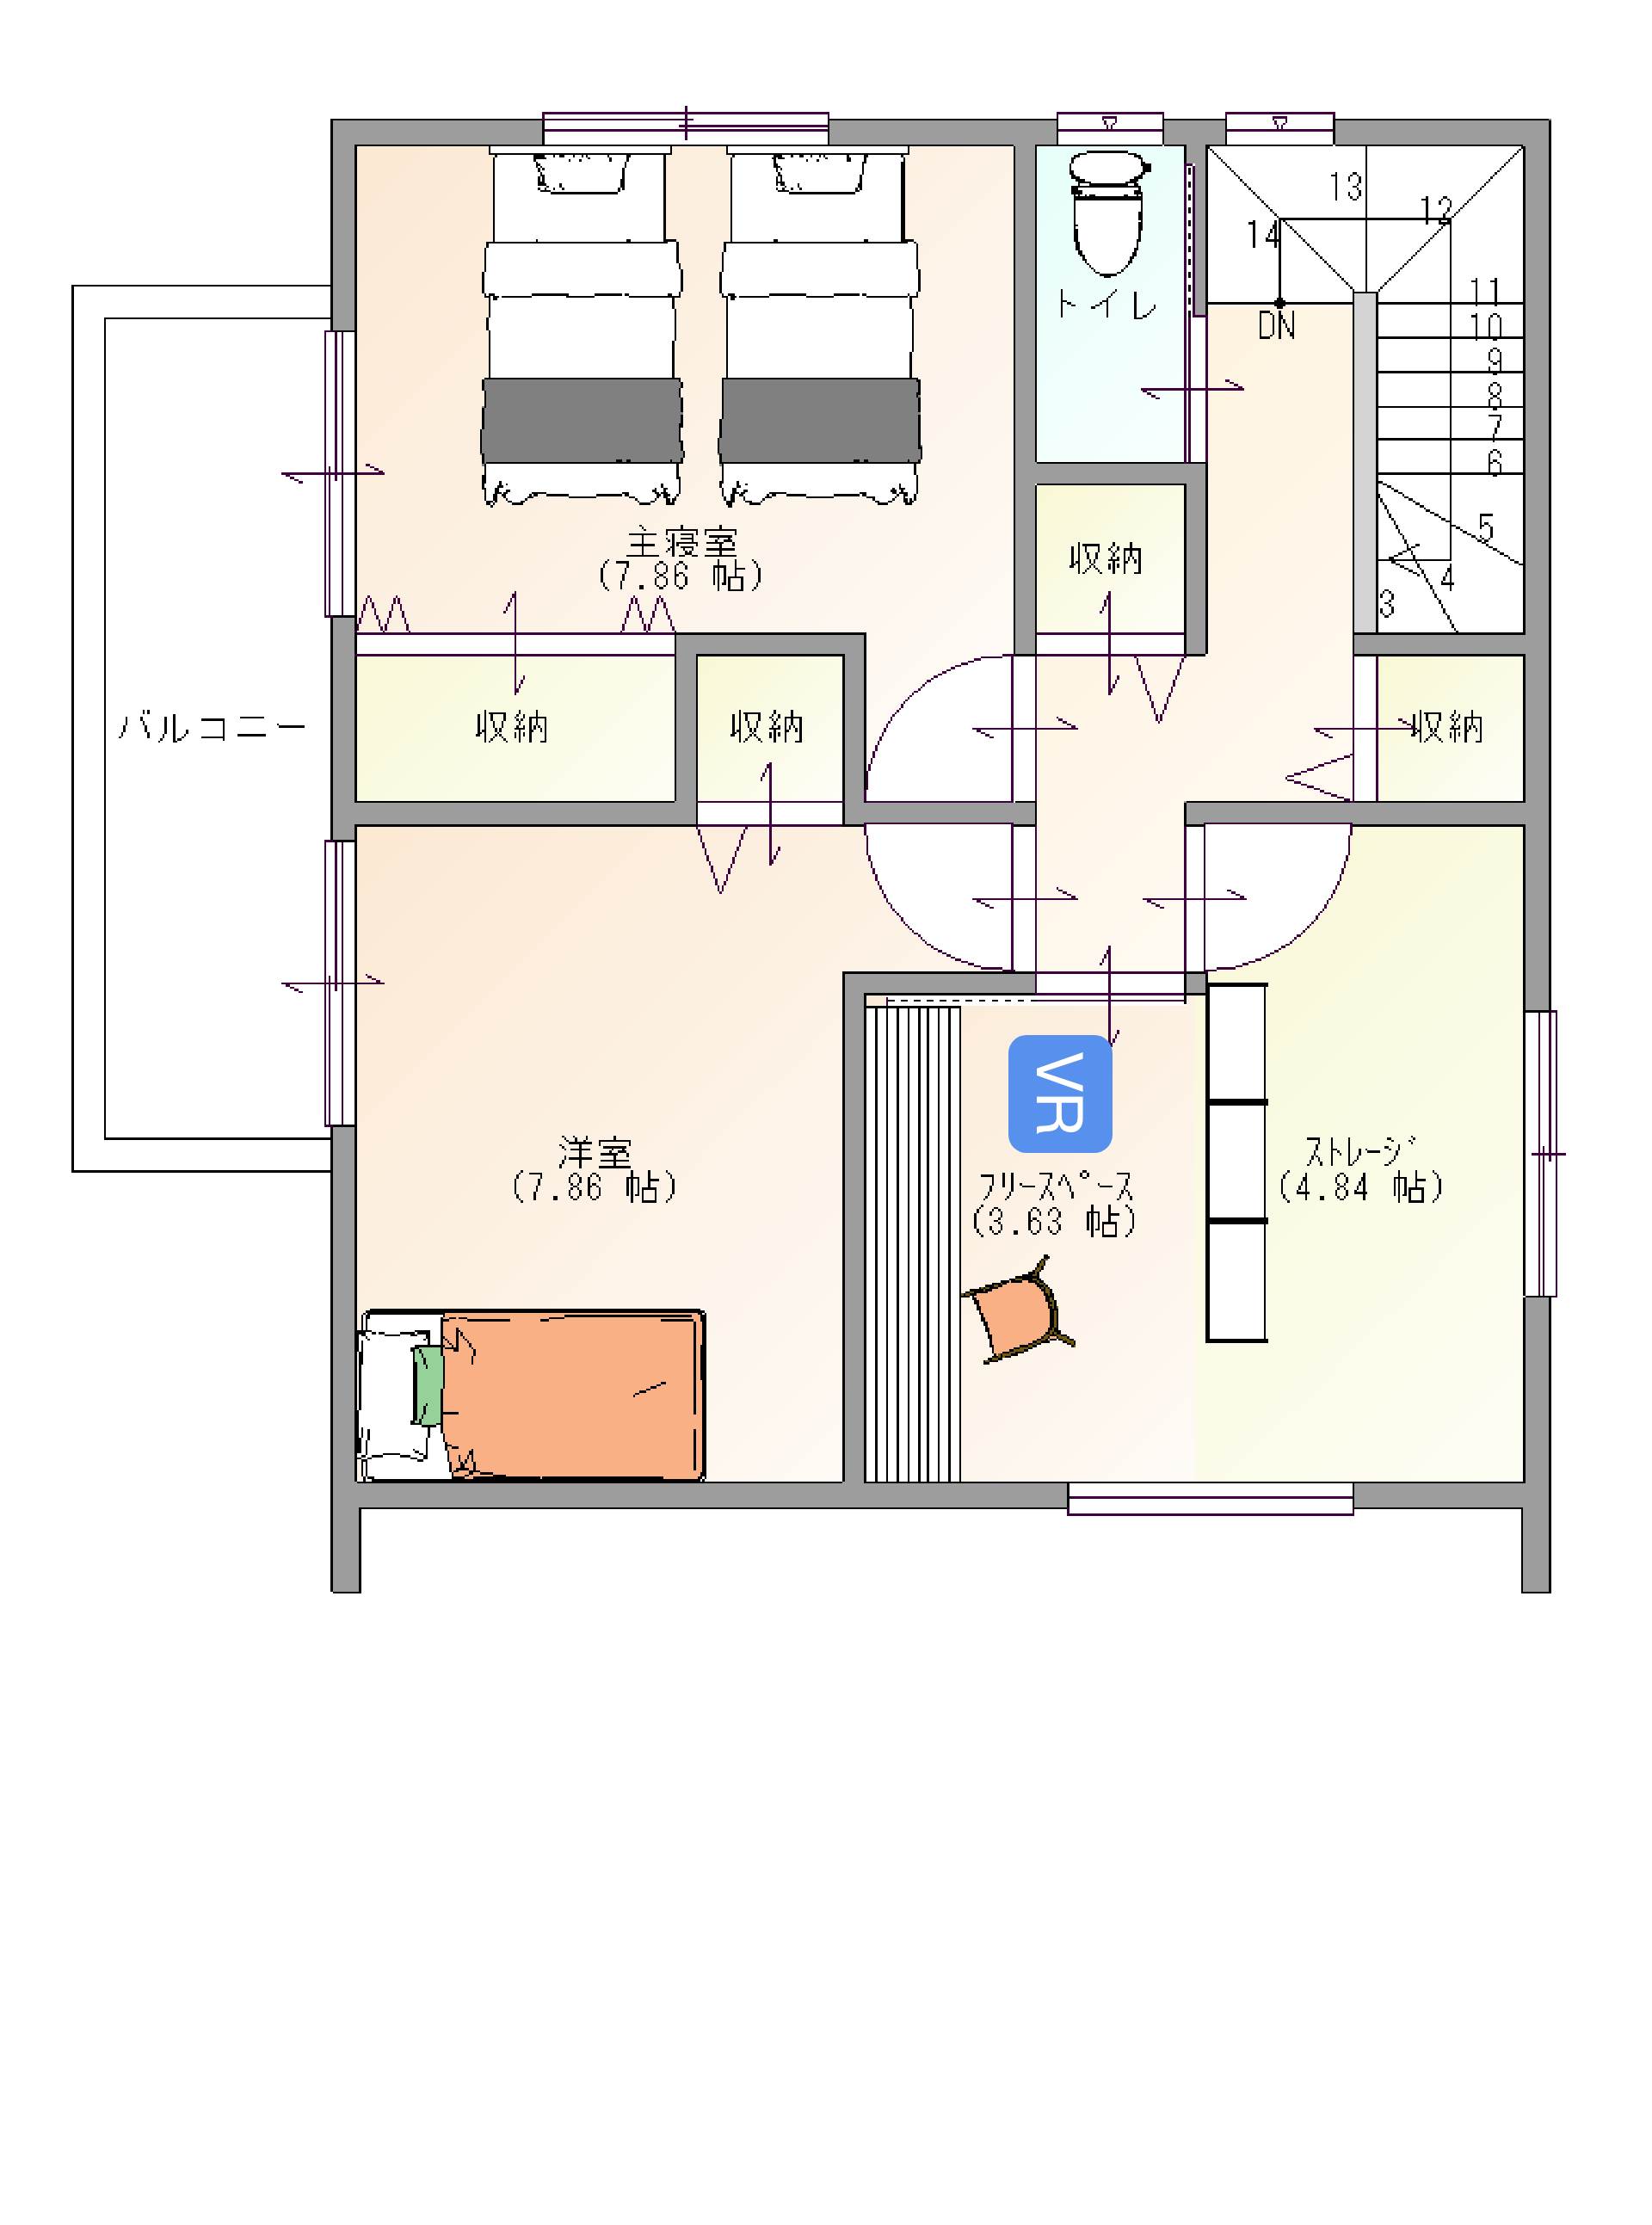 13
12
14
11
トイレ
DN
10
9
8
7
6
主寝室
5
収納
(7.86 帖)
4
3
バルコニー
収納
収納
収納
VR
洋室
(7.86 帖)
ｽﾄﾚｰｼﾞ
(4.84 帖)
ﾌﾘｰｽﾍﾟｰｽ
(3.63 帖)